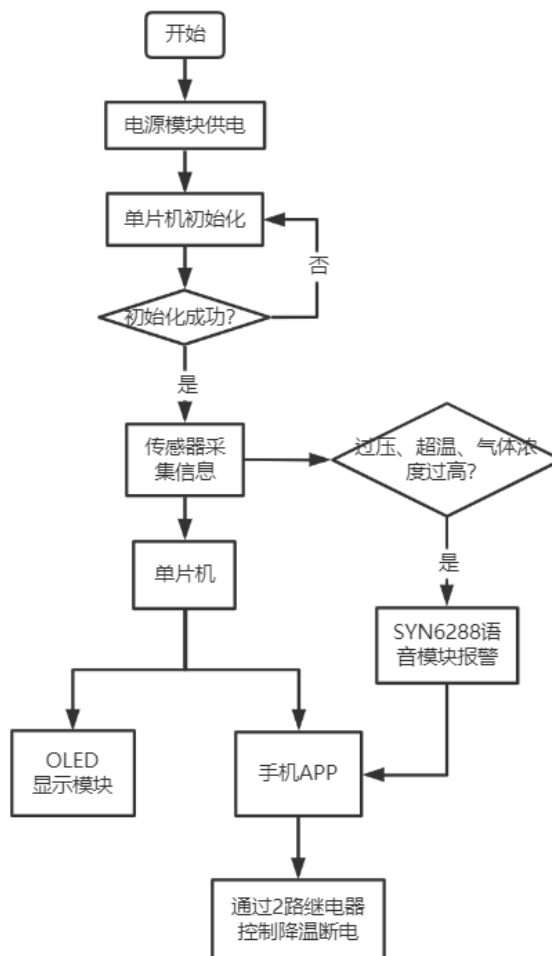 开始
电源模块供电
单片机初始化
否
初始化成功?
是
传感器采
集信息
过压、超温、气体浓
度过高?
单片机
是
SYN6288语
音模块报警
OLED
显示模块
手机APP
通过2路继电器
控制降温断电